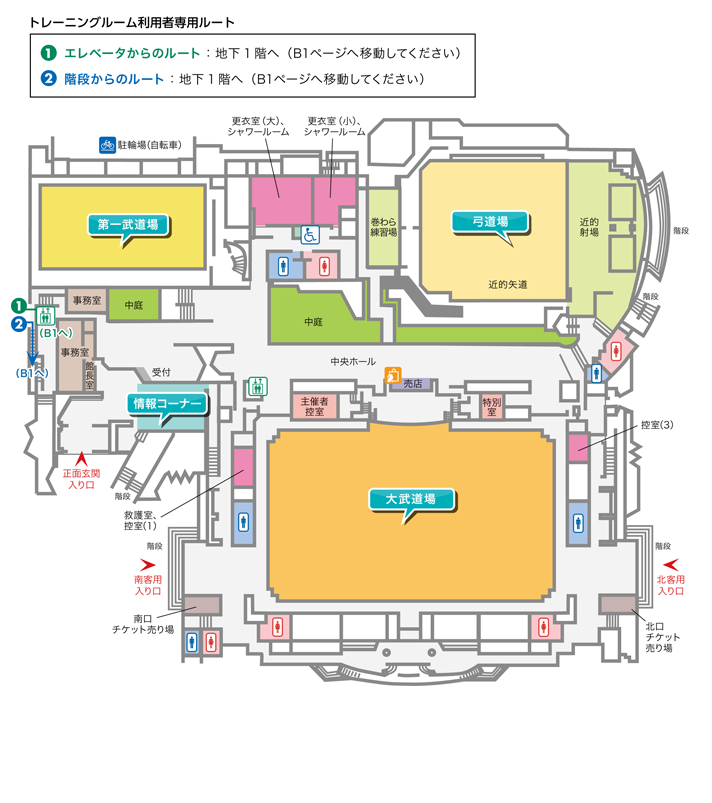 トレーニングルーム利用者専用ルート
1 エレベータからのルート：地下1階へ（B1ページへ移動してください）
2 階段からのルート：地下1階へ（B1ページへ移動してください）
更衣室（大）、
シャワールーム
更衣室（小）、
シャワールーム
駐輪場（自転車）
第一武道場
巻わら
練習場
弓道場
近的
射場
階段
近的矢道
階段
事務室
中庭
中庭
1
2
(B1へ)
(B1へ)
事務室
館長室
受付
中央ホール
売店
情報コーナー
主催者
控室
特別
室
控室(3)
正面玄関
入り口
階段
大武道場
救護室、
控室(1)
階段
南客用
入り口
階段
北客用
入り口
南口
チケット売り場
北口
チケット
売り場